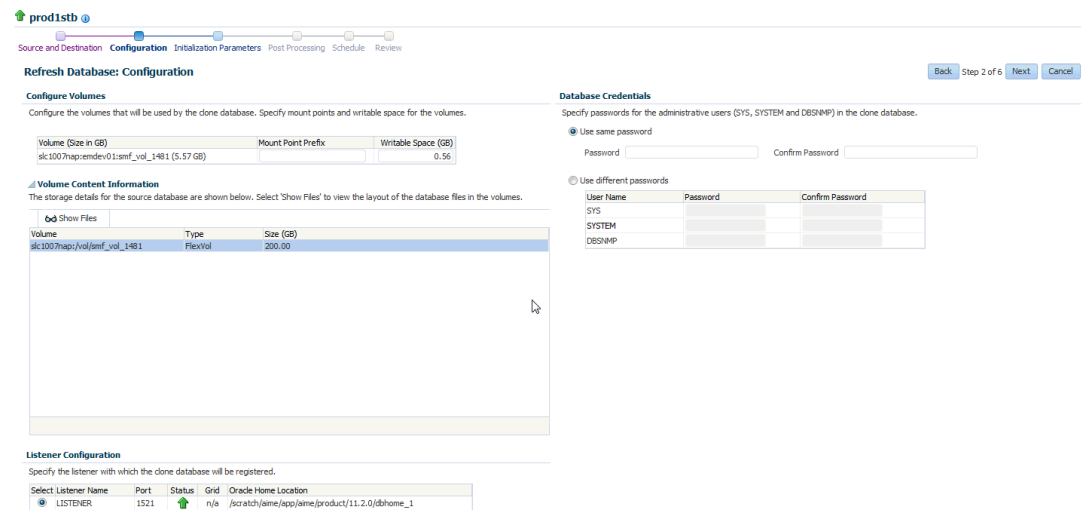 prod1stb
Source and Destination Configuration Initialization Parameters Post Processing Schedule Review
Refresh Database: Configuration
Back Step 2 of 6 Next Cancel
Configure Volumes
Configure the volumes that will be used by the clone database. Specify mount points and writable space for the volumes.
Volume (Size in GB) Mount Point Prefix Writable Space (GB)
slc1007nap:emdev01:smf_vol_1481 (5.57 GB) 0.56
Volume Content Information
The storage details for the source database are shown below. Select 'Show Files' to view the layout of the database files in the volumes.
Show Files
Volume Type Size (GB)
slc1007nap:/vol/smf_vol_1481 FlexVol 200.00
Listener Configuration
Specify the listener with which the clone database will be registered.
Select Listener Name Port Status Grid Oracle Home Location
LISTENER 1521 n/a /scratch/aime/app/aime/product/11.2.0/dbhome_1
Database Credentials
Specify passwords for the administrative users (SYS, SYSTEM and DBSNMP) in the clone database.
Use same password
Password Confirm Password
Use different passwords
User Name Password Confirm Password
SYS
SYSTEM
DBSNMP